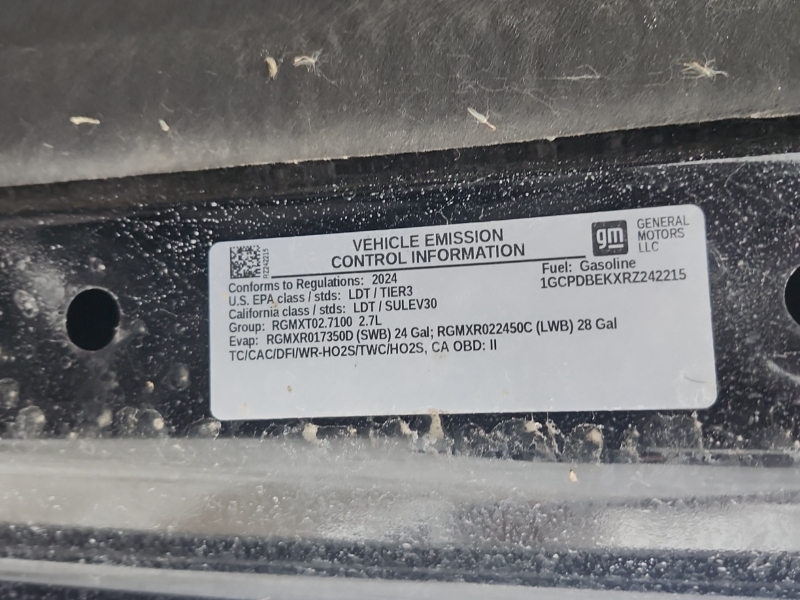 VEHICLE EMISSION
CONTROL INFORMATION
gm
GENERAL
MOTORS
LLC
RZ242215
Conforms to Regulations: 2024
Fuel: Gasoline
U.S. EPA class / stds: LDT / TIER3
1GCPDBEKXRZ242215
California class / stds: LDT / SULEV30
Group: RGMXT02.7100 2.7L
Evap: RGMXR017350D (SWB) 24 Gal; RGMXR022450C (LWB) 28 Gal
TC/CAC/DFI/WR-HO2S/TWC/HO2S, CA OBD: II